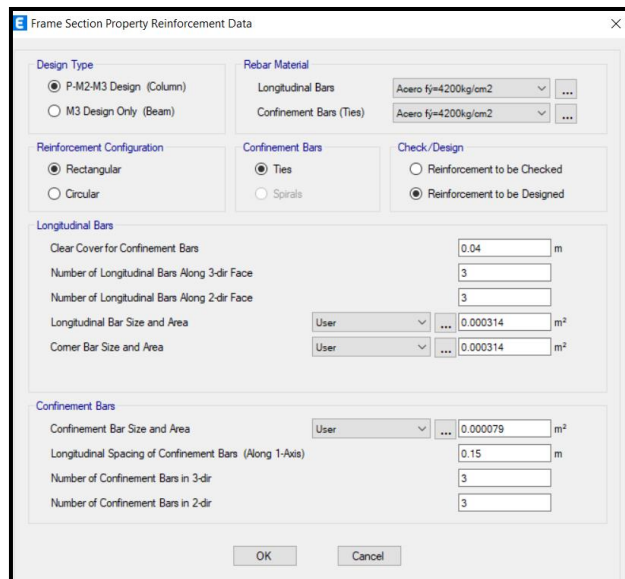 E Frame Section Property Reinforcement Data
Design Type
P-M2-M3 Design (Column)
M3 Design Only (Beam)
Rebar Material
Longitudinal Bars Acero fý=4200kg/cm2 ...
Confinement Bars (Ties) Acero fý=4200kg/cm2 ...
Reinforcement Configuration
Rectangular
Circular
Confinement Bars
Ties
Spirals
Check/Design
Reinforcement to be Checked
Reinforcement to be Designed
Longitudinal Bars
Clear Cover for Confinement Bars 0.04 m
Number of Longitudinal Bars Along 3-dir Face 3
Number of Longitudinal Bars Along 2-dir Face 3
Longitudinal Bar Size and Area User ... 0.000314 m²
Corner Bar Size and Area User ... 0.000314 m²
Confinement Bars
Confinement Bar Size and Area User ... 0.000079 m²
Longitudinal Spacing of Confinement Bars (Along 1-Axis) 0.15 m
Number of Confinement Bars in 3-dir 3
Number of Confinement Bars in 2-dir 3
OK Cancel